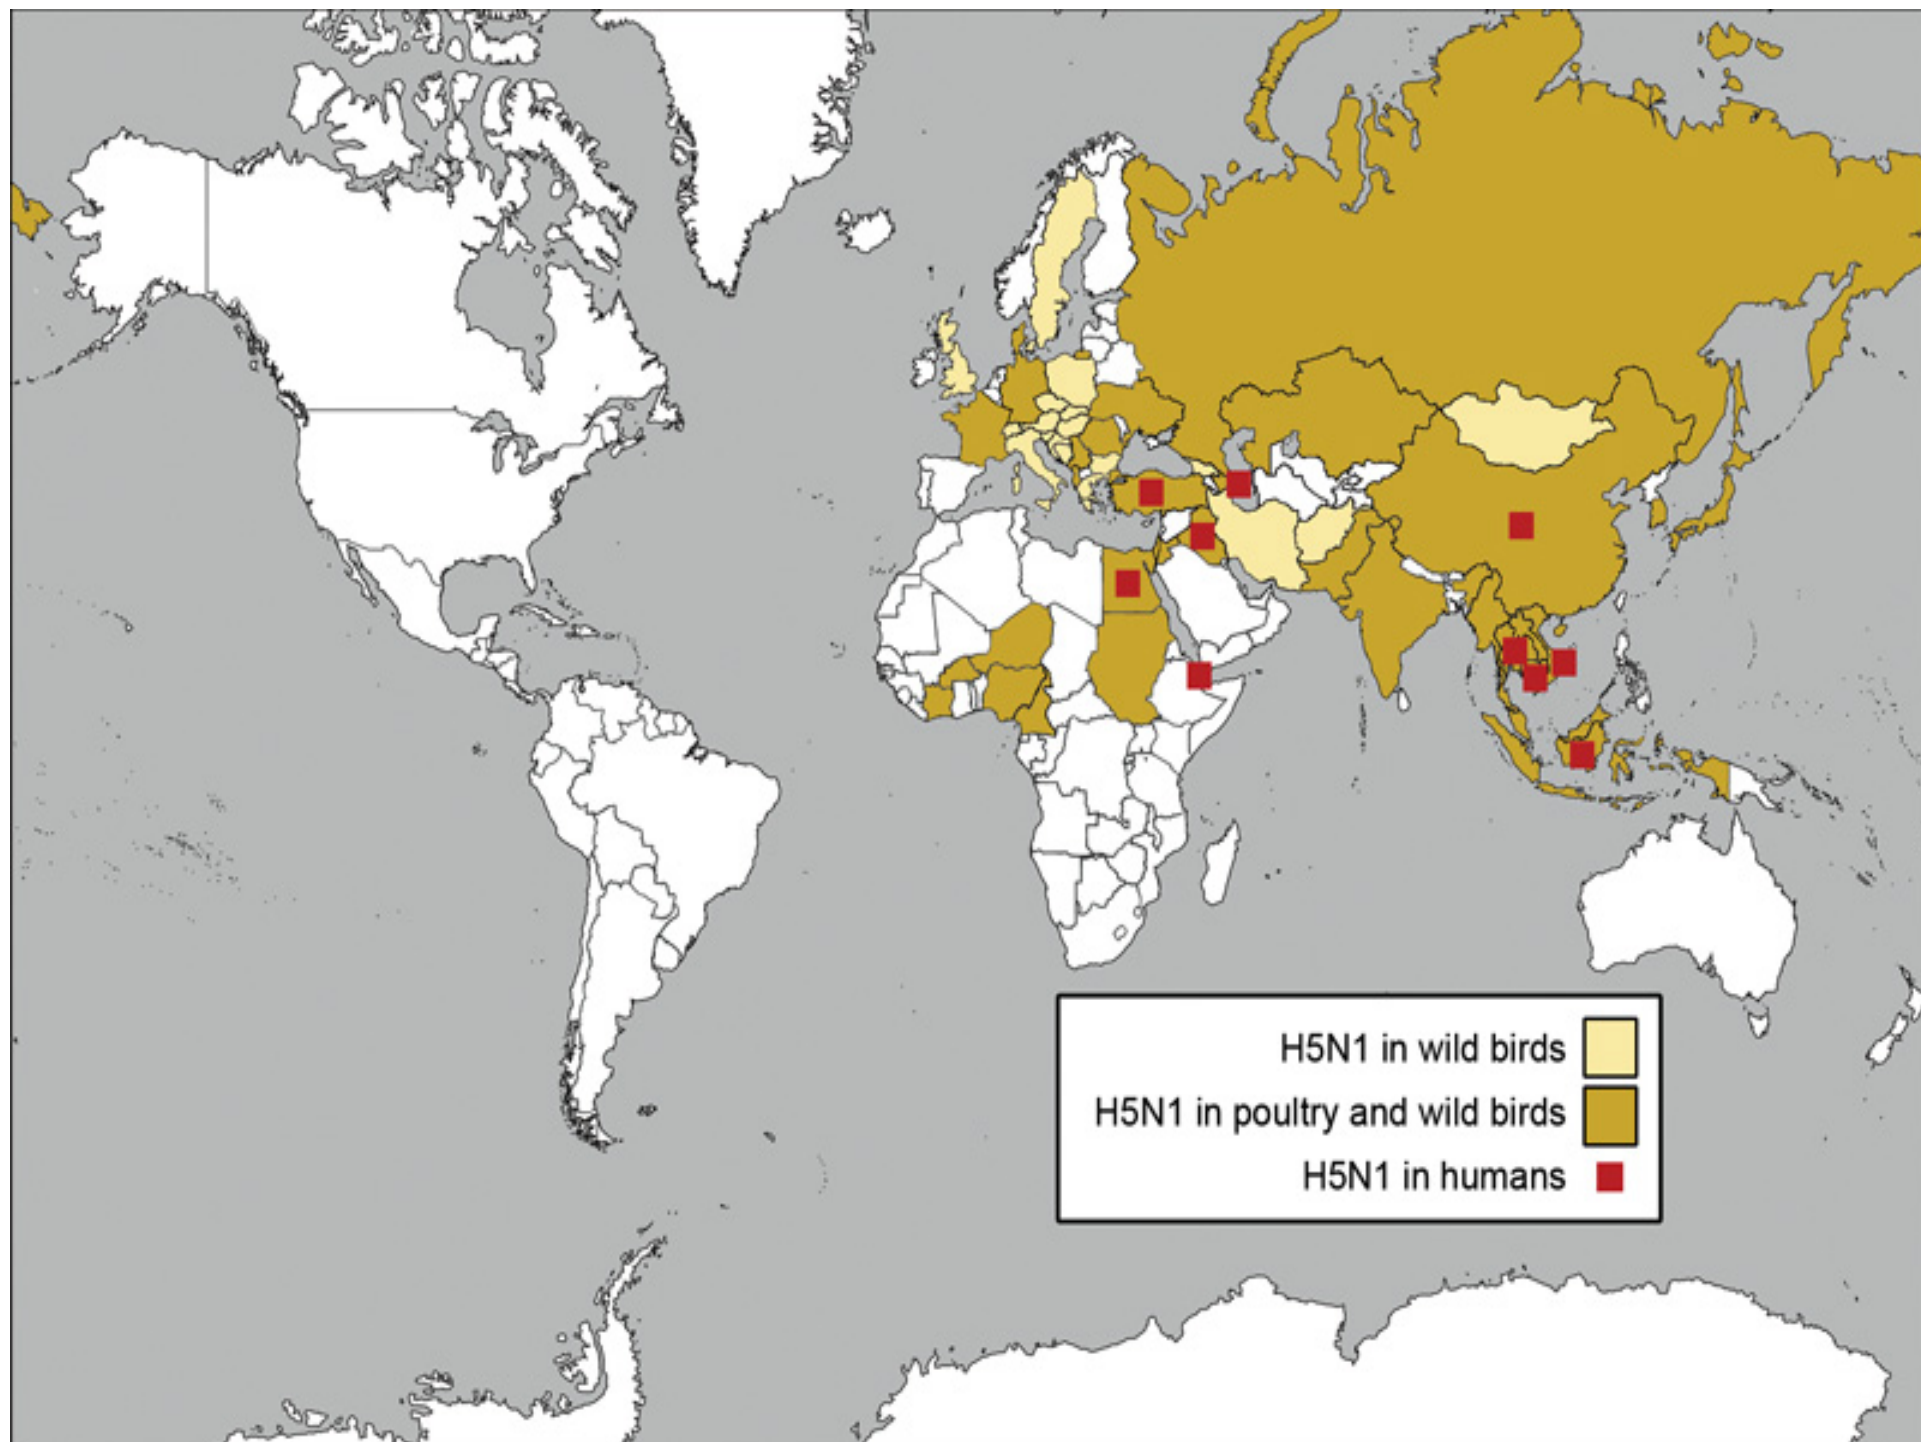 H5N1 in wild birds
H5N1 in poultry and wild birds
H5N1 in humans